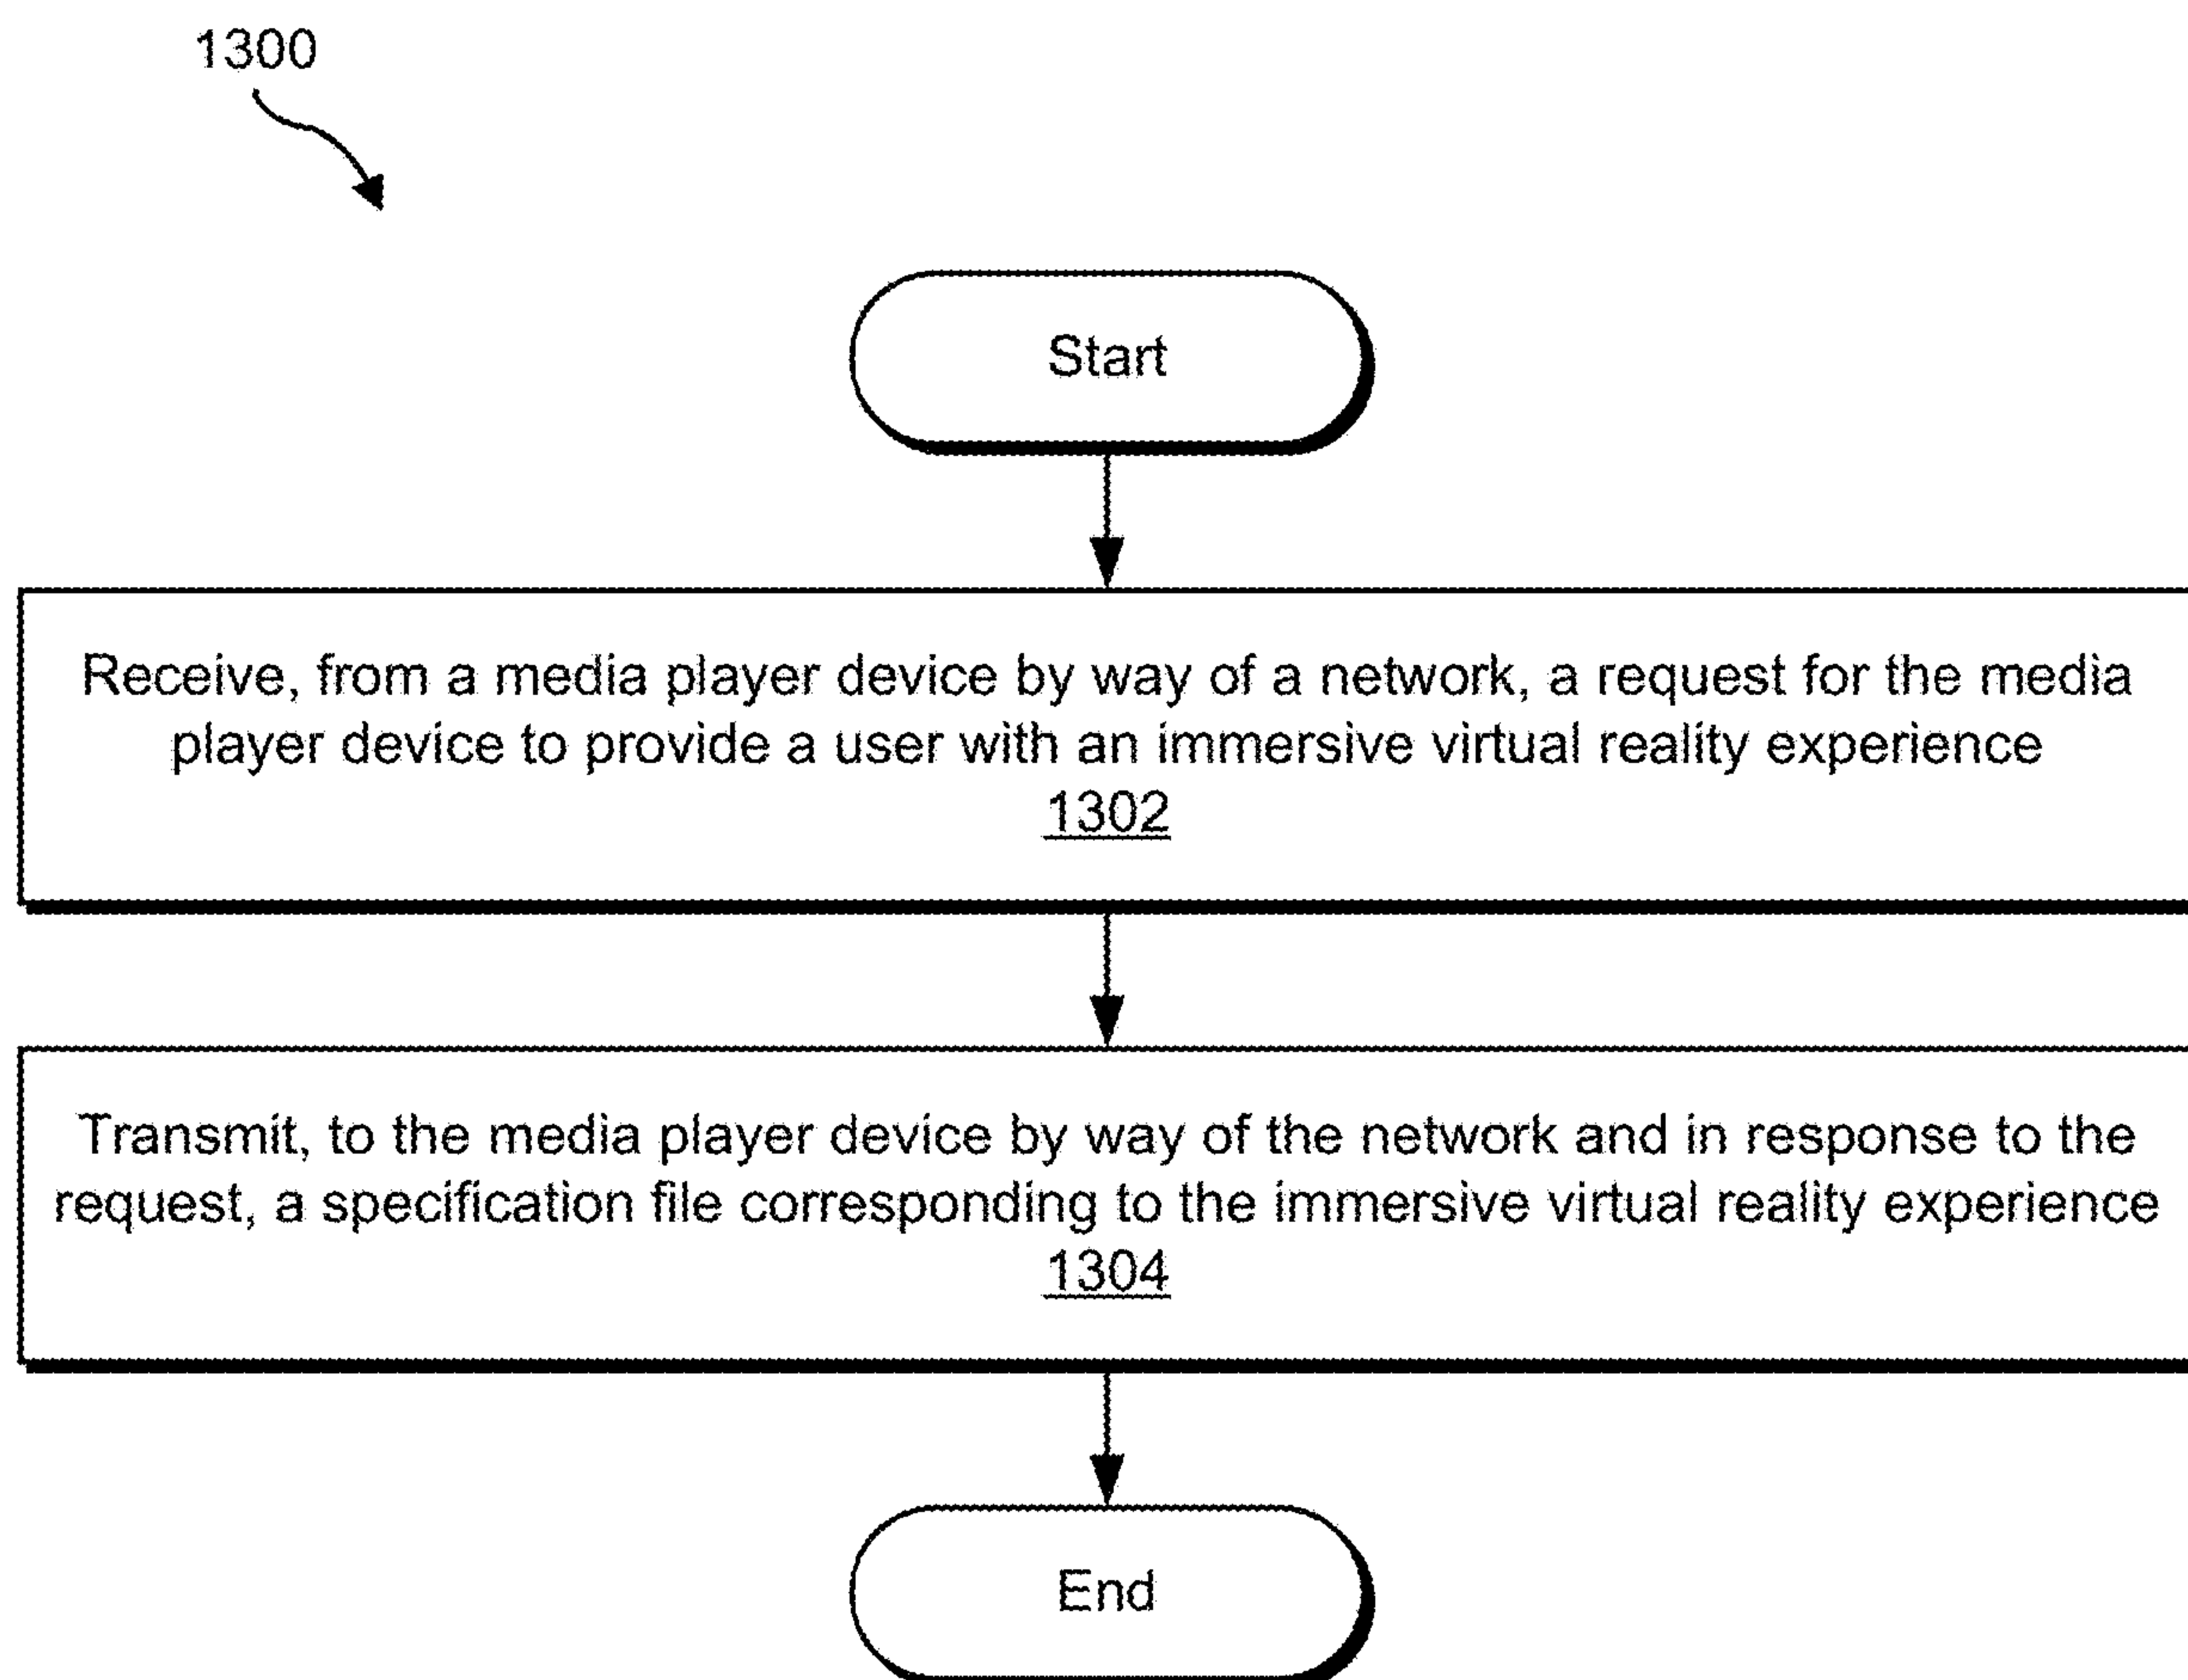 1300
Start
Receive, from a media player device by way of a network, a request for the media
player device to provide a user with an immersive virtual reality experience
1302
Transmit, to the media player device by way of the network and in response to the
request, a specification file corresponding to the immersive virtual reality experience
1304
End